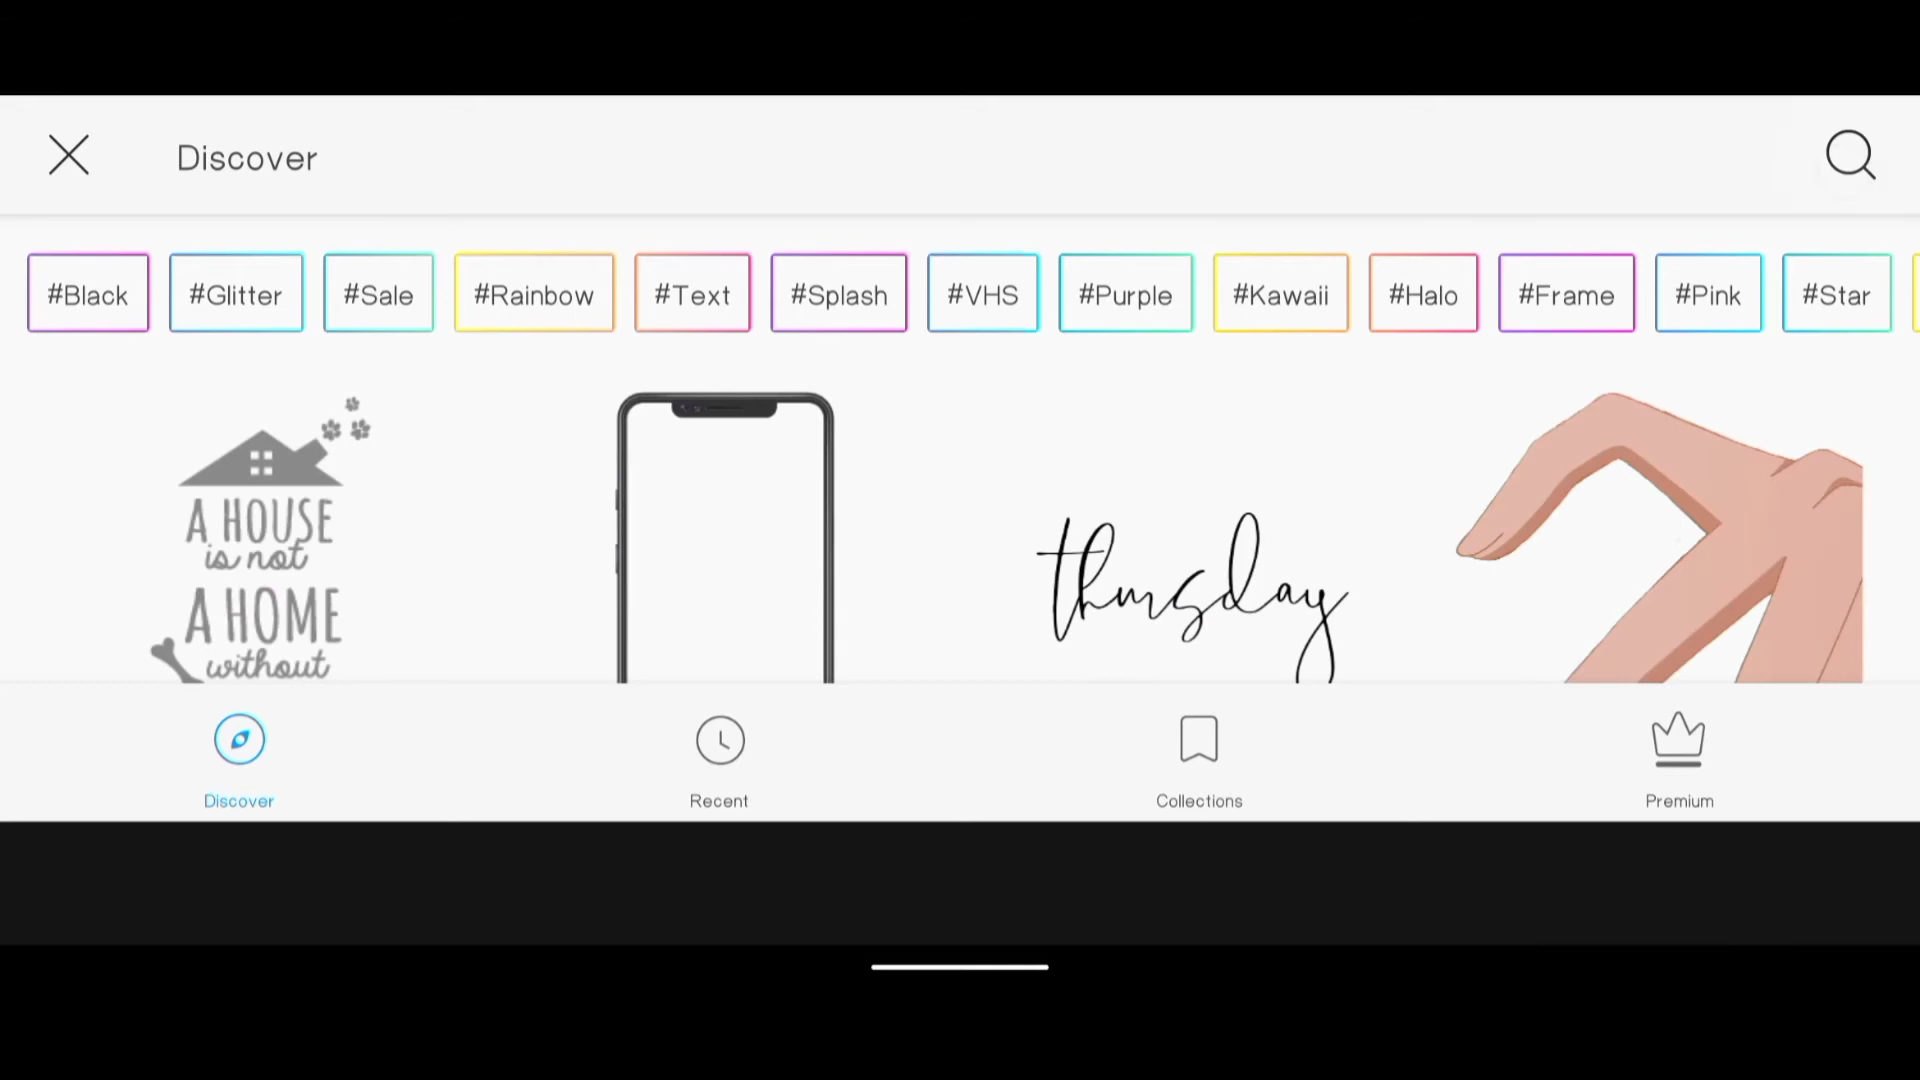 Discover
#Black #Glitter #Sale #Rainbow #Text #Splash #VHS #Purple #Kawaii #Halo #Frame #Pink #Star
A HOUSE
is not
A HOME
without
thursday
Discover Recent Collections Premium